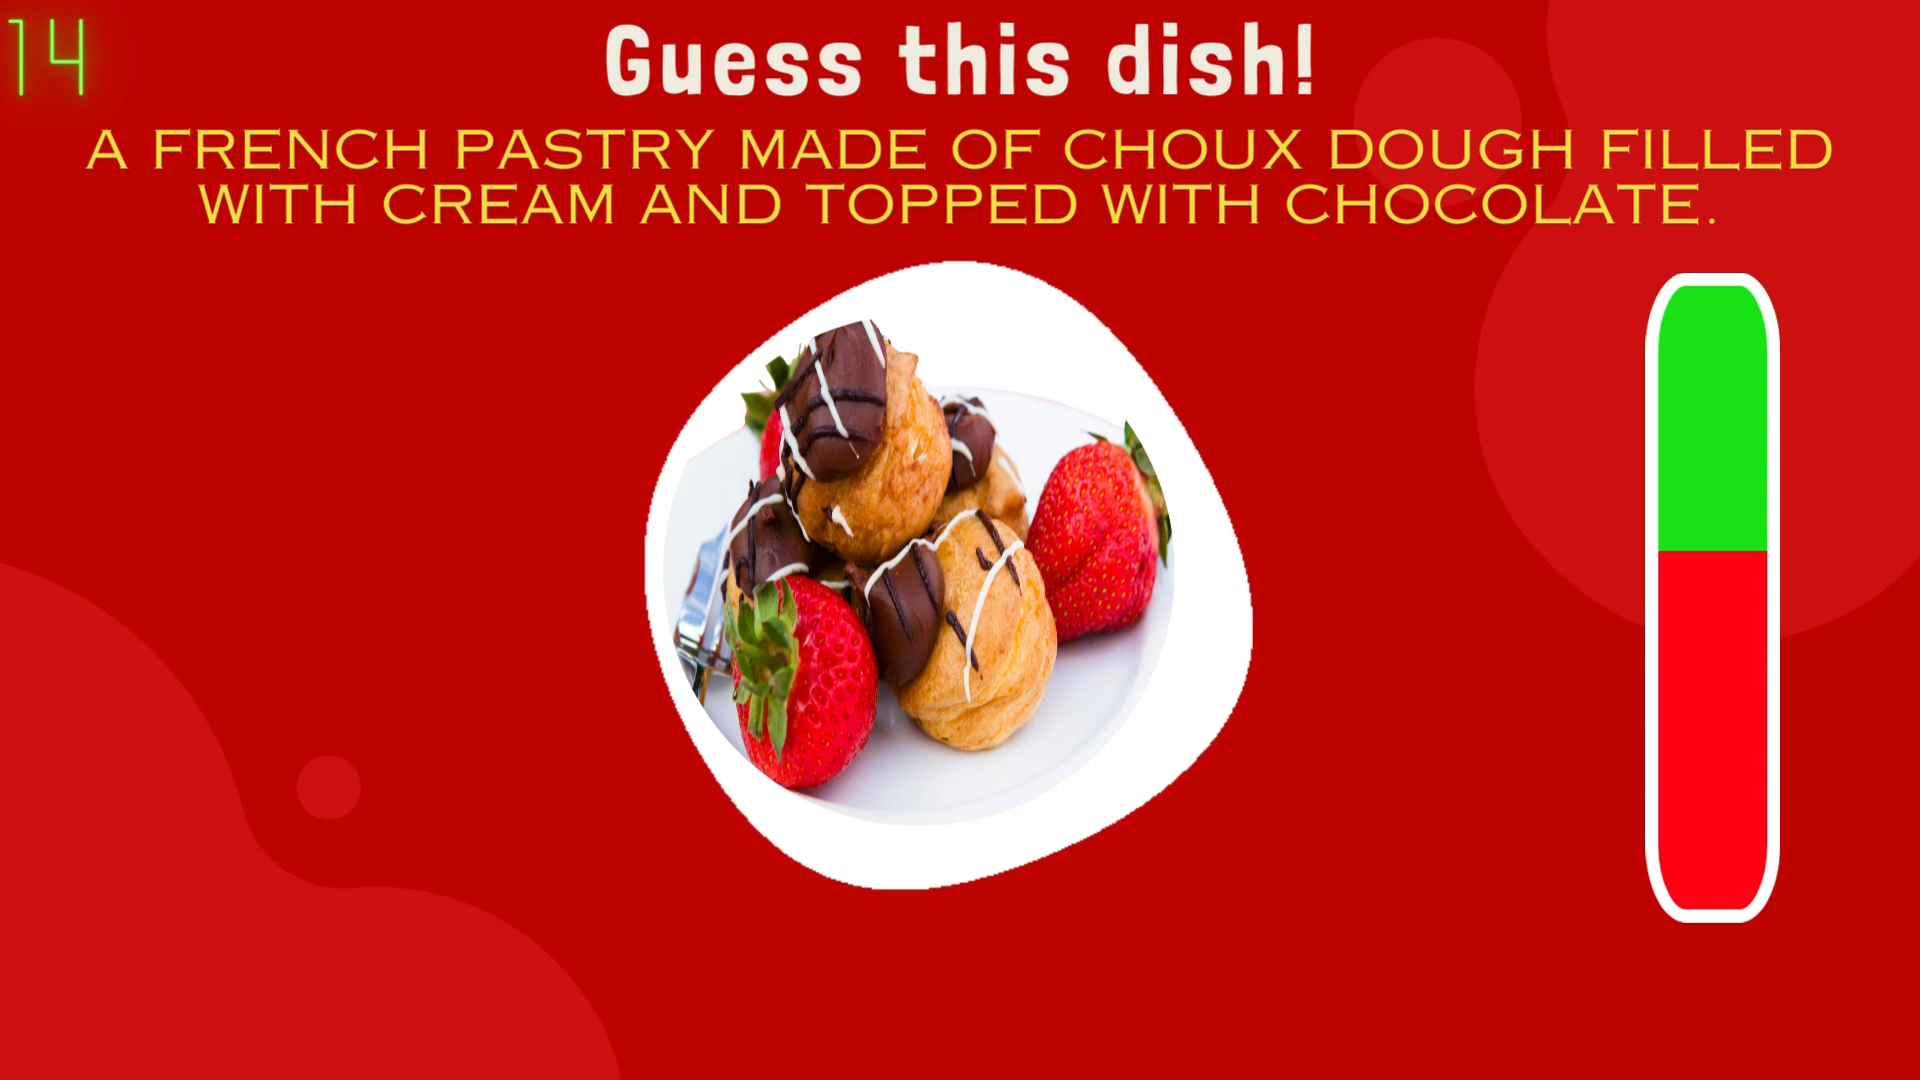 14
Guess this dish!
A FRENCH PASTRY MADE OF CHOUX DOUGH FILLED
WITH CREAM AND TOPPED WITH CHOCOLATE.